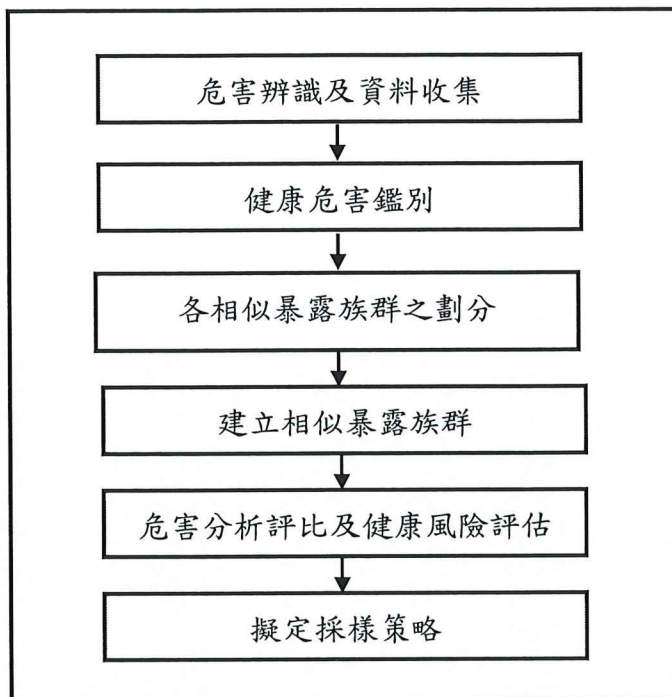 危害辨識及資料收集
健康危害鑑別
各相似暴露族群之劃分
建立相似暴露族群
危害分析評比及健康風險評估
擬定採樣策略